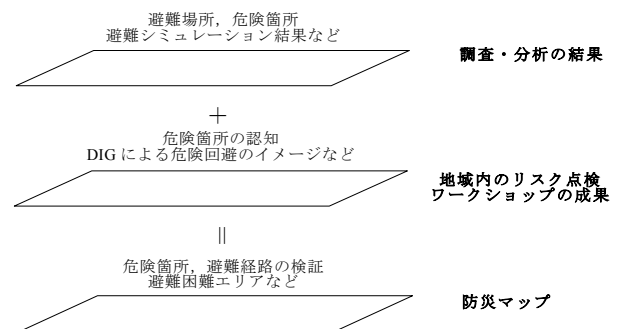 避難場所，危険箇所
避難シミュレーション結果など
調査・分析の結果
＋
危険箇所の認知
DIG による危険回避のイメージなど
地域内のリスク点検
ワークショップの成果
||
危険箇所，避難経路の検証
避難困難エリアなど
防災マップ